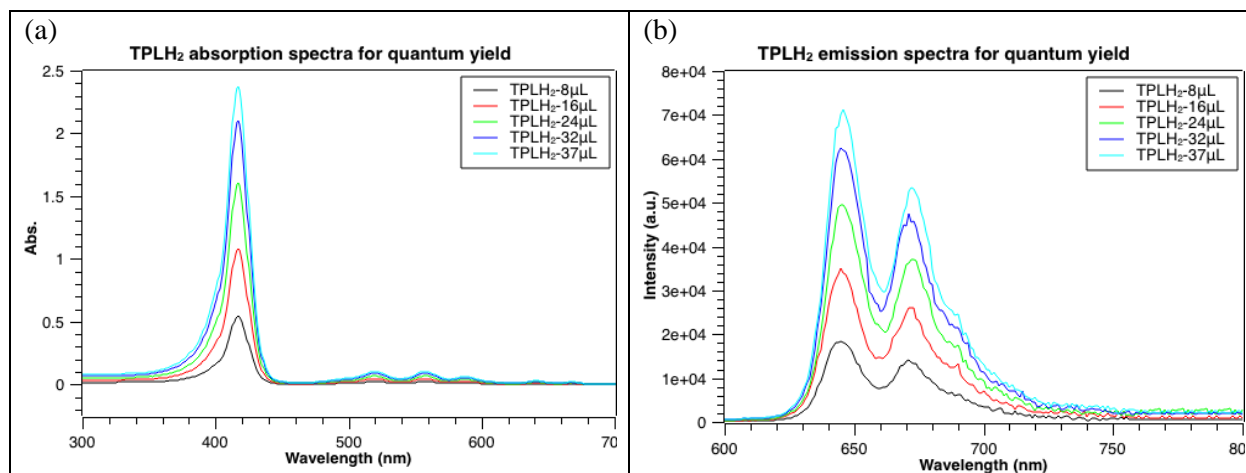 (a)
TPLH₂ absorption spectra for quantum yield
2.5
2
1.5
1
0.5
0
Abs.
300
400
500
600
70
Wavelength (nm)
TPLH₂-8µL
TPLH₂-16µL
TPLH₂-24µL
TPLH₂-32µL
TPLH₂-37µL
(b)
TPLH₂ emission spectra for quantum yield
8e+04
7e+04
6e+04
5e+04
4e+04
3e+04
2e+04
1e+04
0
Intensity (a.u.)
600
650
700
750
80
Wavelength (nm)
TPLH₂-8µL
TPLH₂-16µL
TPLH₂-24µL
TPLH₂-32µL
TPLH₂-37µL